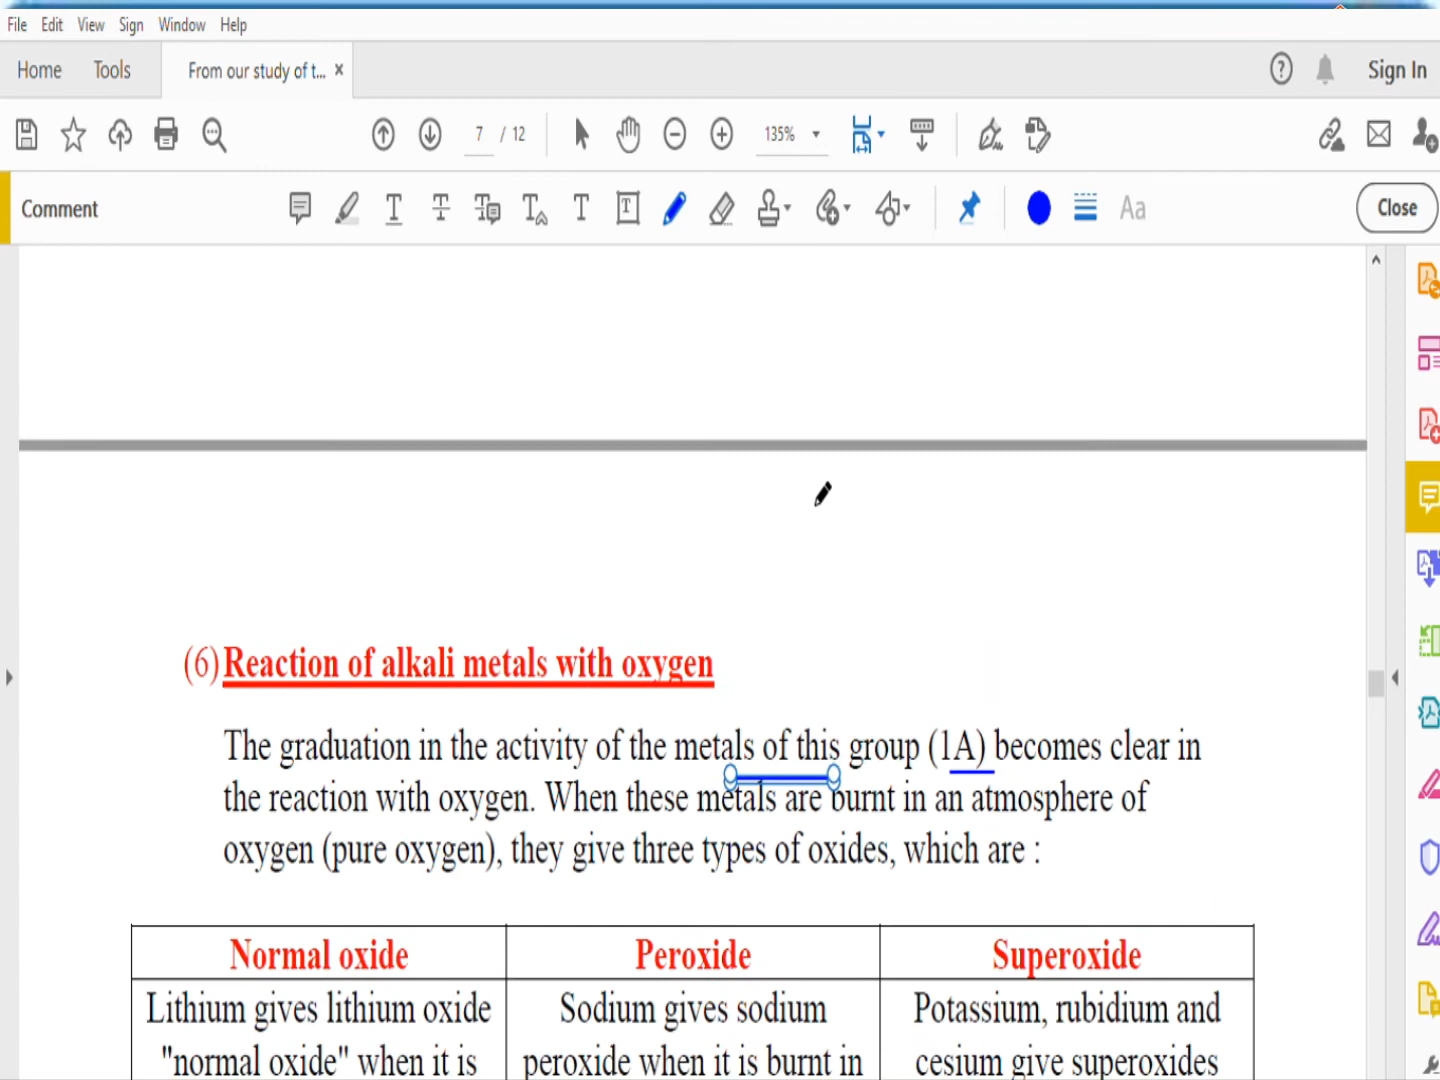 File Edit View Sign Window Help
Home Tools From our study of t... × Sign In
7 / 12 135%
Comment Aa Close
(6) Reaction of alkali metals with oxygen
The graduation in the activity of the metals of this group (1A) becomes clear in
the reaction with oxygen. When these metals are burnt in an atmosphere of
oxygen (pure oxygen), they give three types of oxides, which are :
Normal oxide Peroxide Superoxide
Lithium gives lithium oxide Sodium gives sodium Potassium, rubidium and
"normal oxide" when it is peroxide when it is burnt in cesium give superoxides